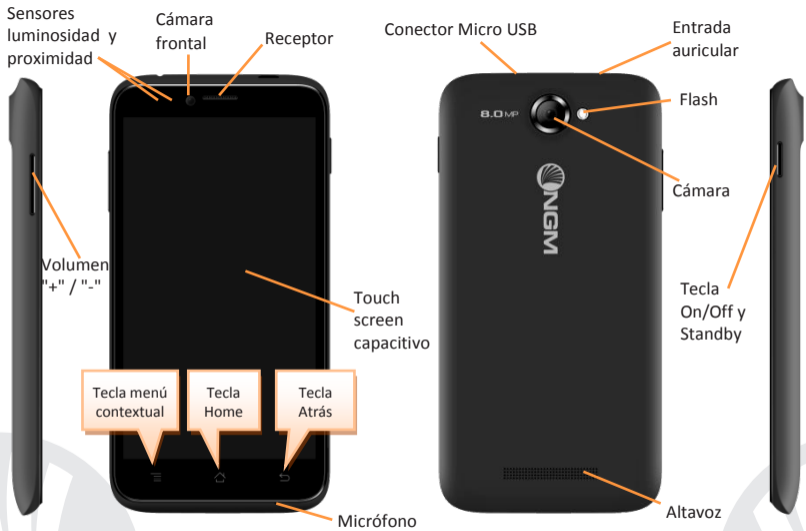 Sensores
luminosidad y
proximidad
Cámara
frontal
Receptor
Volumen
"+" / "-"
Touch
screen
capacitivo
Tecla menú
contextual
Tecla
Home
Tecla
Atrás
Micrófono
Conector Micro USB
Entrada
auricular
8.0 MP
Flash
Cámara
NGM
Tecla
On/Off y
Standby
Altavoz